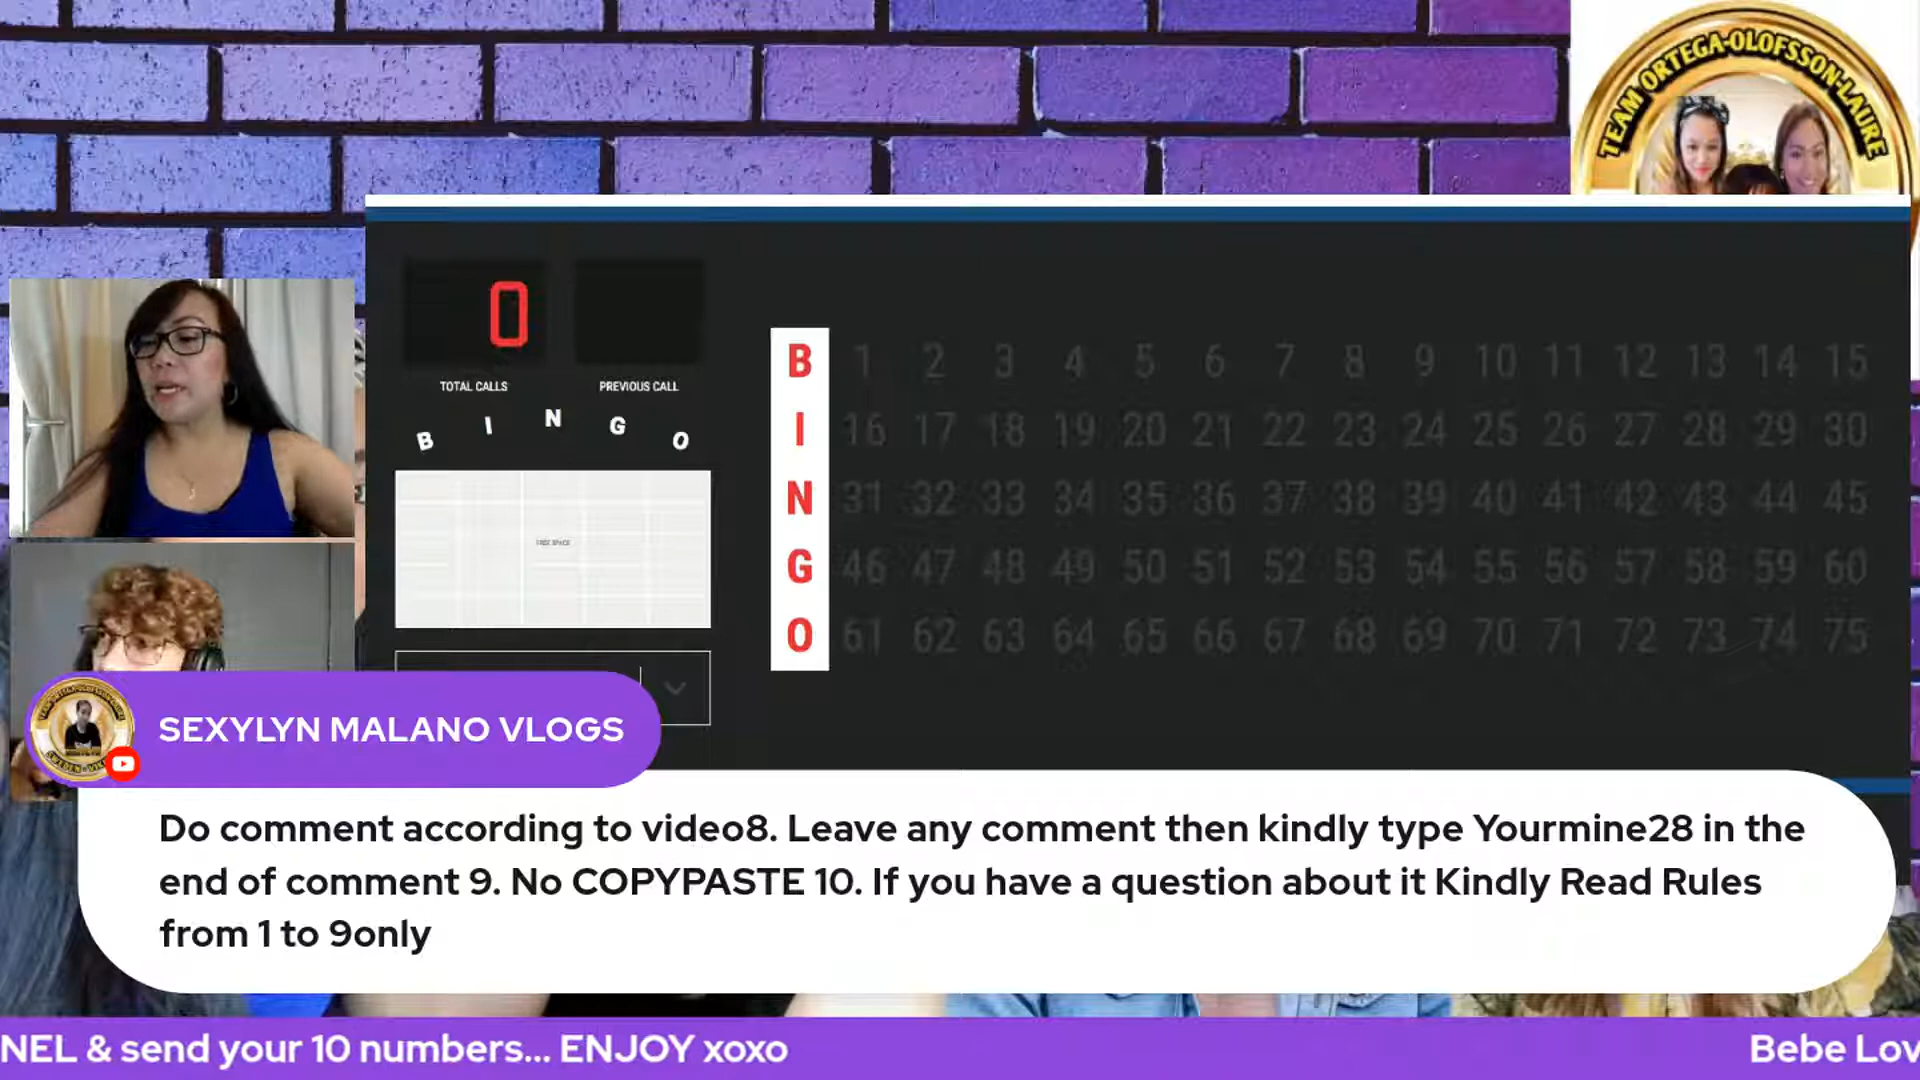 TEAM ORTEGA-OLOFSSON-LAURE
0
TOTAL CALLS
PREVIOUS CALL
B I N G O
FREE SPACE
B 1 2 3 4 5 6 7 8 9 10 11 12 13 14 15
I 16 17 18 19 20 21 22 23 24 25 26 27 28 29 30
N 31 32 33 34 35 36 37 38 39 40 41 42 43 44 45
G 46 47 48 49 50 51 52 53 54 55 56 57 58 59 60
O 61 62 63 64 65 66 67 68 69 70 71 72 73 74 75
SEXYLYN MALANO VLOGS
Do comment according to video8. Leave any comment then kindly type Yourmine28 in the
end of comment 9. No COPYPASTE 10. If you have a question about it Kindly Read Rules
from 1 to 9only
NEL & send your 10 numbers... ENJOY xoxo
Bebe Lov